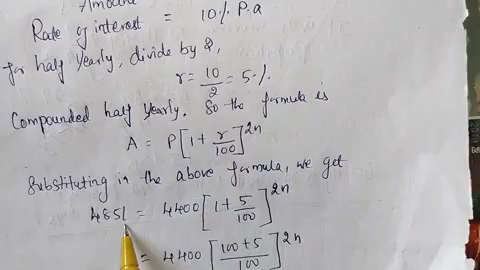 Amount
Rate of interest = 10% P.a
for half yearly, divide by 2,
r = 10/2 = 5%.
Compounded half yearly. So the formula is
A = P[1 + r/100]^2n
Substituting in the above formula, we get
4851 = 4400[1 + 5/100]^2n
= 4400[100+5/100]^2n